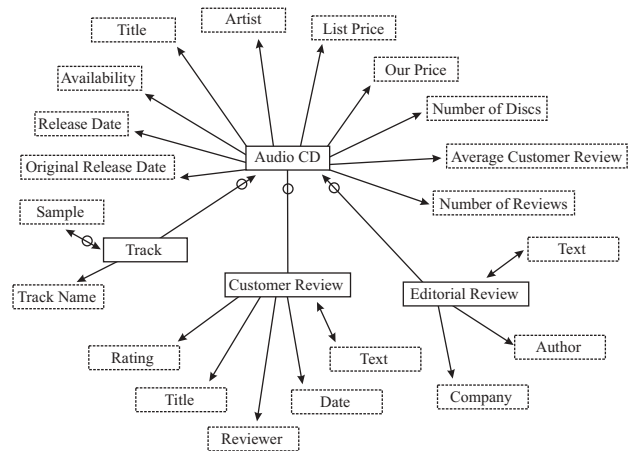 Artist
Title
List Price
Our Price
Availability
Number of Discs
Release Date
Audio CD
Average Customer Review
Original Release Date
Number of Reviews
Sample
Track
Text
Track Name
Customer Review
Editorial Review
Rating
Text
Author
Title
Date
Company
Reviewer